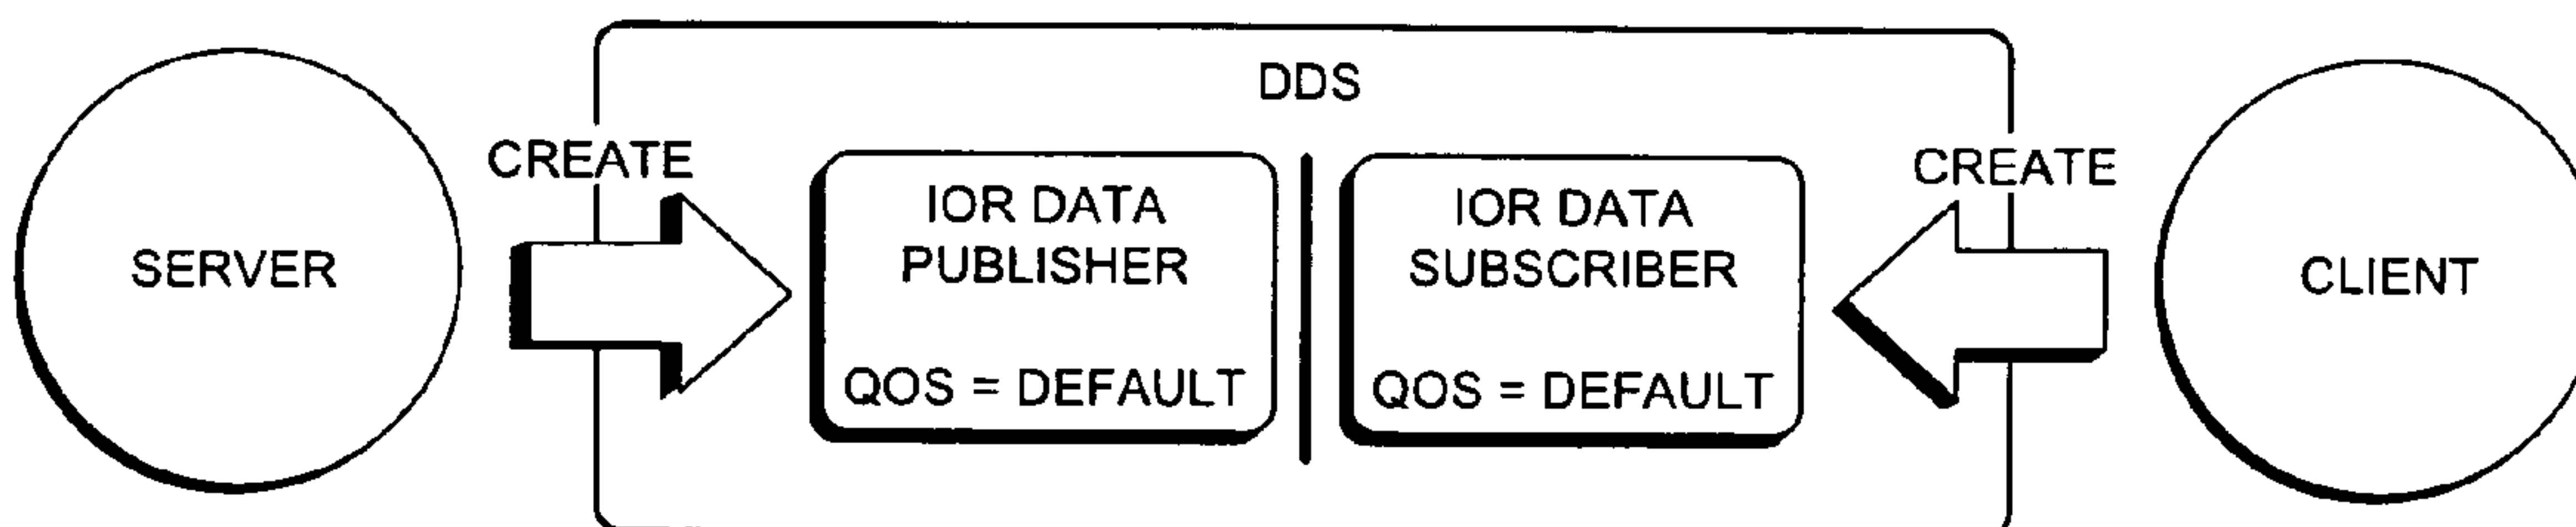 DDS
SERVER
CREATE
IOR DATA
PUBLISHER
QOS = DEFAULT
IOR DATA
SUBSCRIBER
QOS = DEFAULT
CREATE
CLIENT